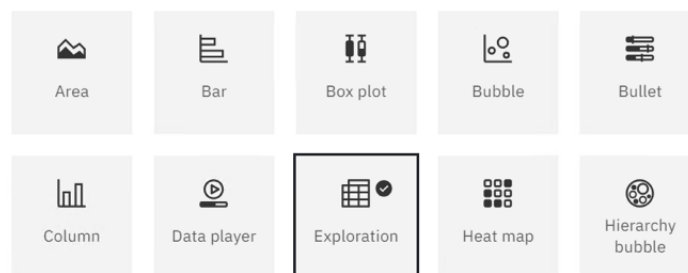 Area
Bar
Box plot
Bubble
Bullet
Column
Data player
Exploration
Heat map
Hierarchy
bubble